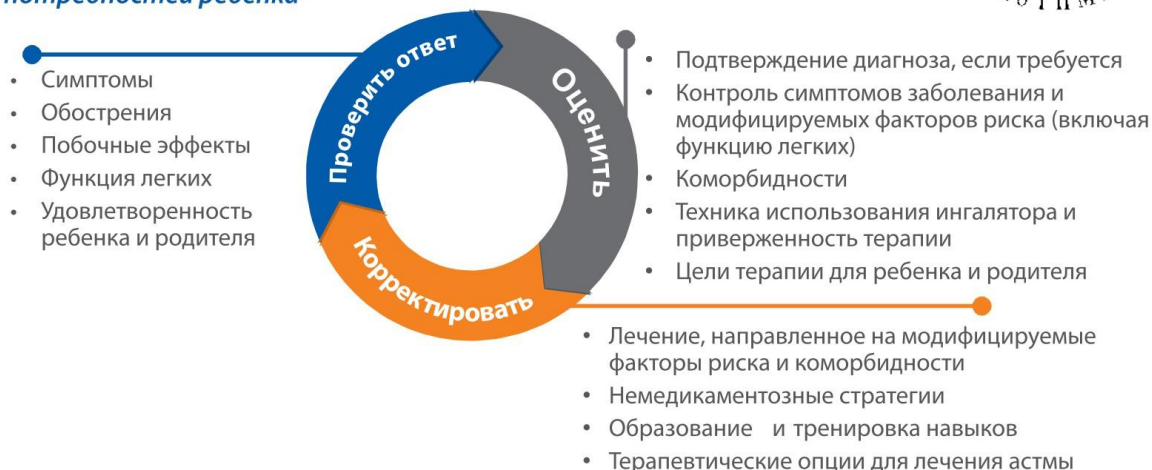 потребностей ребенка
Симптомы
Обострения
Побочные эффекты
Функция легких
Удовлетворенность
ребенка и родителя
Проверить ответ
Оценить
Корректировать
Подтверждение диагноза, если требуется
Контроль симптомов заболевания и
модифицируемых факторов риска (включая
функцию легких)
Коморбидности
Техника использования ингалятора и
приверженность терапии
Цели терапии для ребенка и родителя
Лечение, направленное на модифицируемые
факторы риска и коморбидности
Немедикаментозные стратегии
Образование и тренировка навыков
Терапевтические опции для лечения астмы